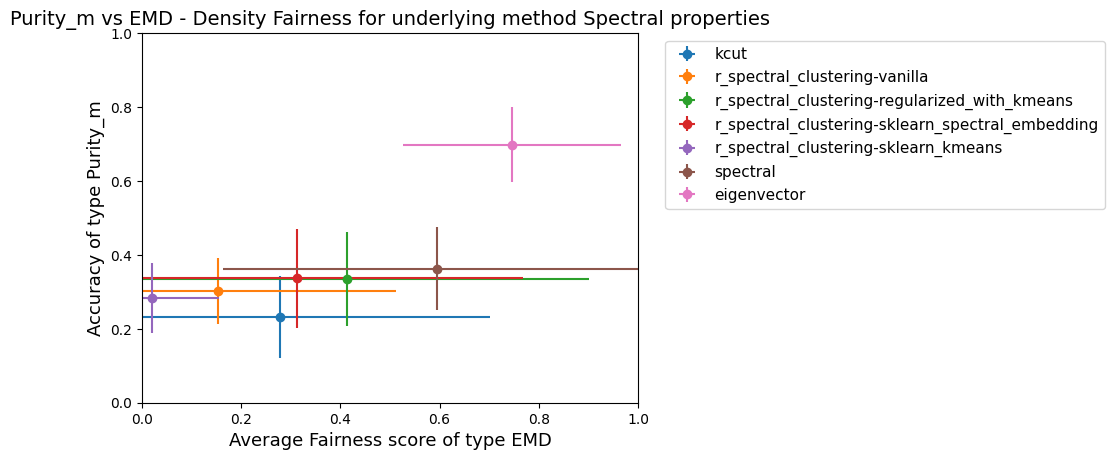 Purity_m vs EMD - Density Fairness for underlying method Spectral properties
1.0
0.8
0.6
0.4
0.2
0.0
Accuracy of type Purity_m
0.0 0.2 0.4 0.6 0.8 1.0
Average Fairness score of type EMD
kcut
r_spectral_clustering-vanilla
r_spectral_clustering-regularized_with_kmeans
r_spectral_clustering-sklearn_spectral_embedding
r_spectral_clustering-sklearn_kmeans
spectral
eigenvector